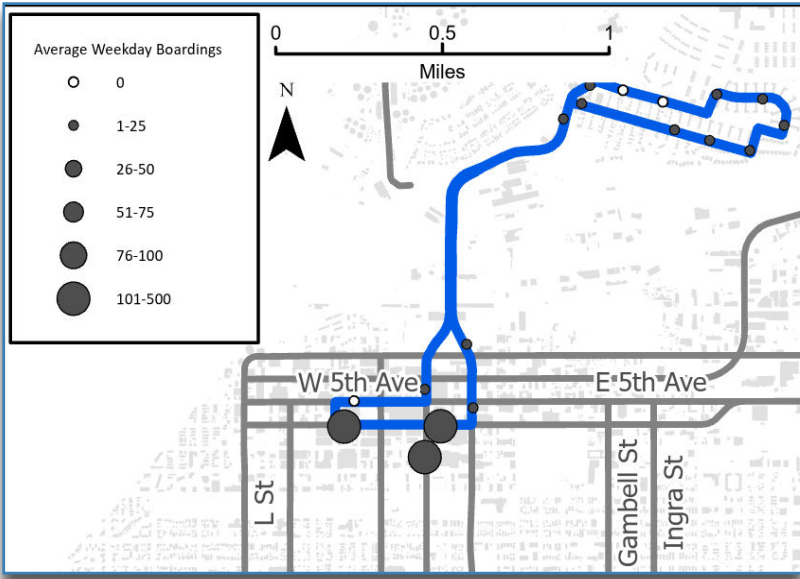 Average Weekday Boardings
0
1-25
26-50
51-75
76-100
101-500
0 0.5 1
Miles
N
W 5th Ave
E 5th Ave
L St
Gambell St
Ingra St